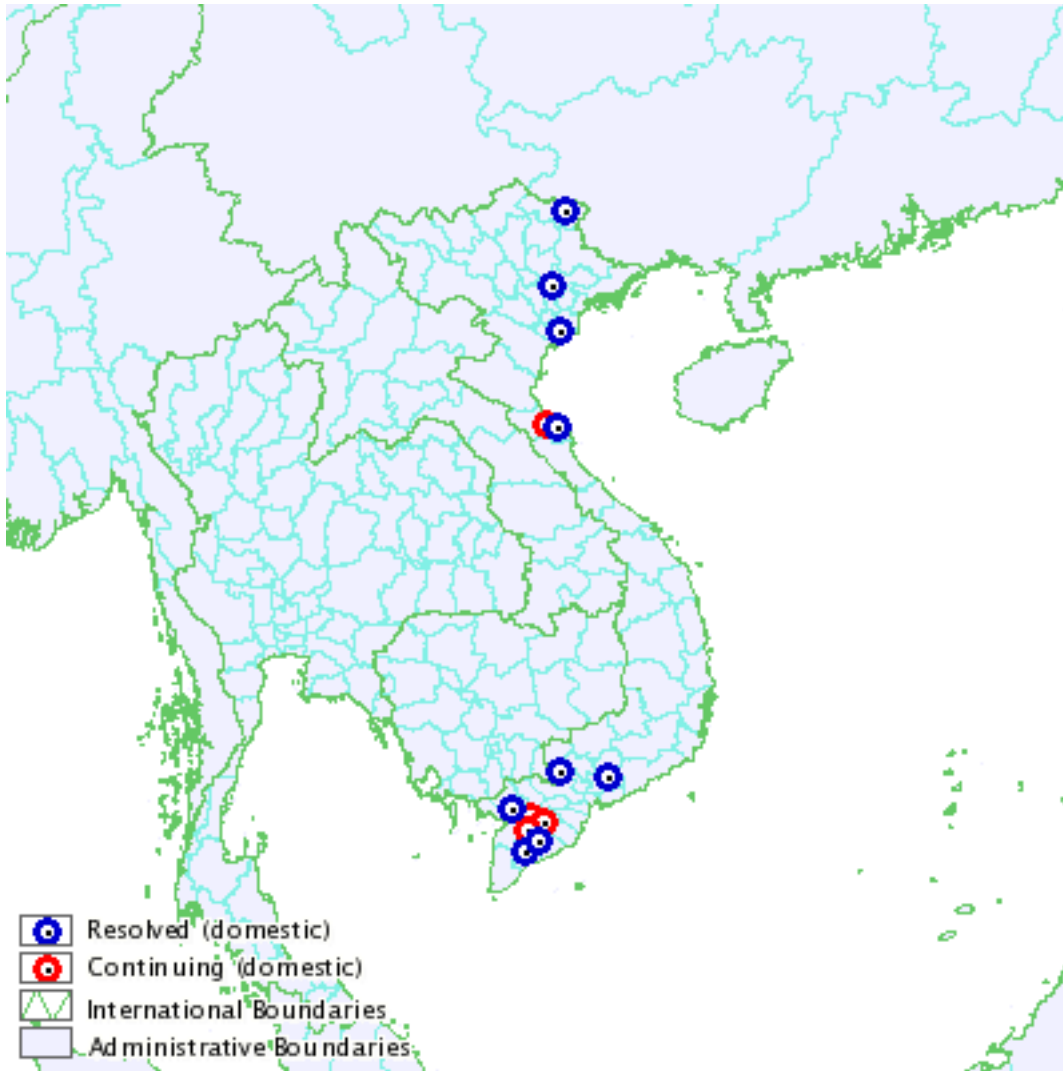 Resolved (domestic)
Continuing (domestic)
International Boundaries
Administrative Boundaries